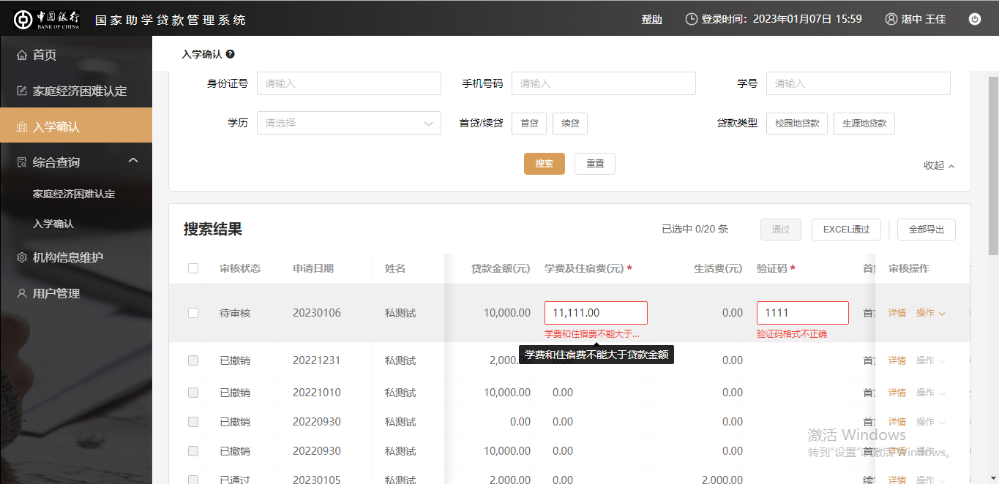 中国银行 国家助学贷款管理系统 帮助 登录时间：2023年01月07日 15:59 湛中 王佳
BANK OF CHINA
首页
家庭经济困难认定
入学确认
综合查询
家庭经济困难认定
入学确认
机构信息维护
用户管理
入学确认
身份证号 请输入 手机号码 请输入 学号 请输入
学历 请选择 首贷/续贷 首贷 续贷 贷款类型 校园地贷款 生源地贷款
搜索 重置 收起
搜索结果 已选中 0/20 条 通过 EXCEL通过 全部导出
审核状态 申请日期 姓名 贷款金额(元) 学费及住宿费(元) * 生活费(元) 验证码 * 审核操作
待审核 20230106 私测试 10,000.00 11,111.00 0.00 1111 首 详情 操作
学费和住宿费不能大于... 验证码格式不正确
学费和住宿费不能大于贷款金额
已撤销 20221231 私测试 2,000. 0.00 首 详情 操作
已撤销 20221010 私测试 10,000.00 0.00 0.00 首 详情 操作
已撤销 20220930 私测试 0.00 0.00 0.00 首 详情 操作
已撤销 20220930 私测试 10,000.00 0.00 0.00 首 详情 操作
已通过 20230105 私测试 2,000.00 0.00 2,000.00 续 详情 操作
激活 Windows
转到"设置"以激活 Windows。